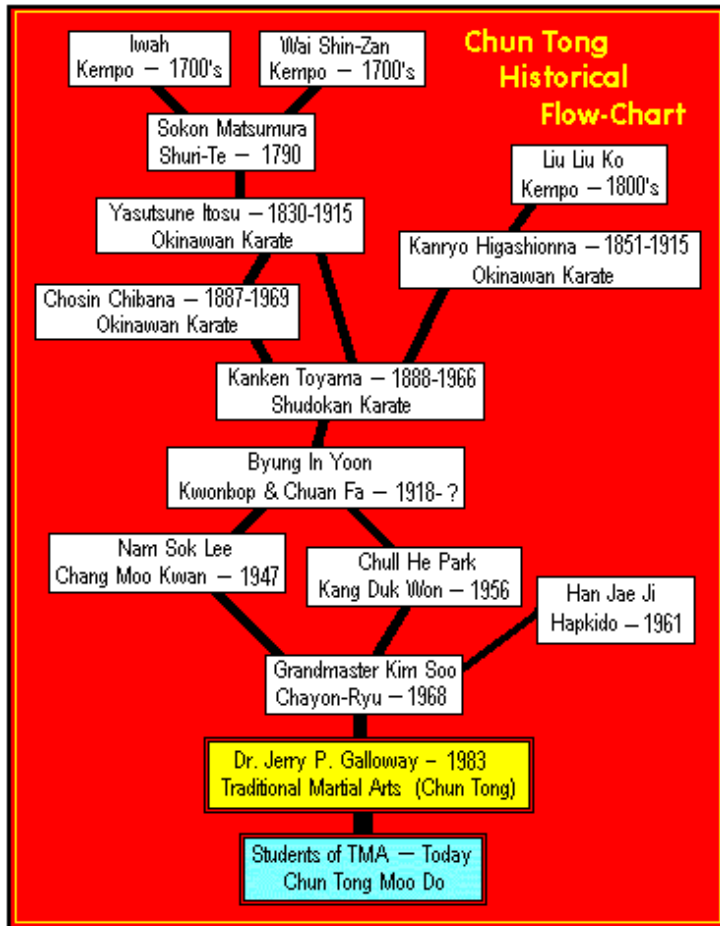 Chun Tong
Historical
Flow-Chart
Iwah
Kempo – 1700's
Wai Shin-Zan
Kempo – 1700's
Sokon Matsumura
Shuri-Te – 1790
Liu Liu Ko
Kempo – 1800's
Yasutsune Itosu – 1830-1915
Okinawan Karate
Kanryo Higashionna – 1851-1915
Okinawan Karate
Chosin Chibana – 1887-1969
Okinawan Karate
Kanken Toyama – 1888-1966
Shudokan Karate
Byung In Yoon
Kwonbop & Chuan Fa – 1918- ?
Nam Sok Lee
Chang Moo Kwan – 1947
Chull He Park
Kang Duk Won – 1956
Han Jae Ji
Hapkido – 1961
Grandmaster Kim Soo
Chayon-Ryu – 1968
Dr. Jerry P. Galloway – 1983
Traditional Martial Arts (Chun Tong)
Students of TMA – Today
Chun Tong Moo Do